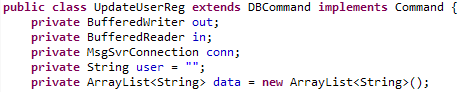 public class UpdateUserReg extends DBCommand implements Command {
    private BufferedWriter out;
    private BufferedReader in;
    private MsgSvrConnection conn;
    private String user = "";
    private ArrayList<String> data = new ArrayList<String>();